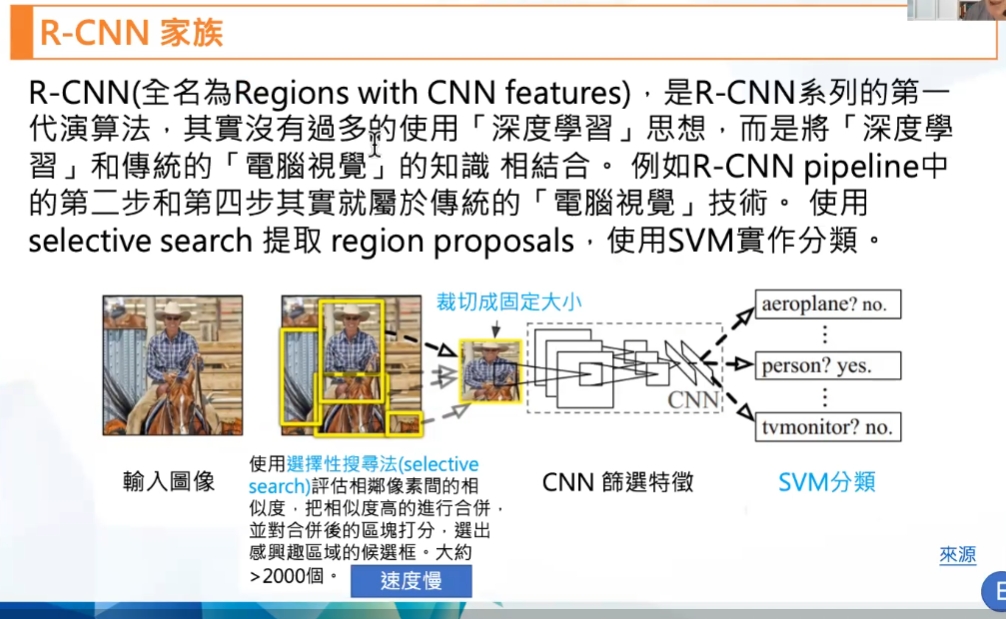 R-CNN 家族
R-CNN(全名為Regions with CNN features)，是R-CNN系列的第一
代演算法，其實沒有過多的使用「深度學習」思想，而是將「深度學
習」和傳統的「電腦視覺」的知識 相結合。 例如R-CNN pipeline中
的第二步和第四步其實就屬於傳統的「電腦視覺」技術。 使用
selective search 提取 region proposals，使用SVM實作分類。
裁切成固定大小
aeroplane? no.
person? yes.
CNN
tvmonitor? no.
輸入圖像
使用選擇性搜尋法(selective
search)評估相鄰像素間的相
似度，把相似度高的進行合併，
並對合併後的區塊打分，選出
感興趣區域的候選框。大約
>2000個。
速度慢
CNN 篩選特徵
SVM分類
來源